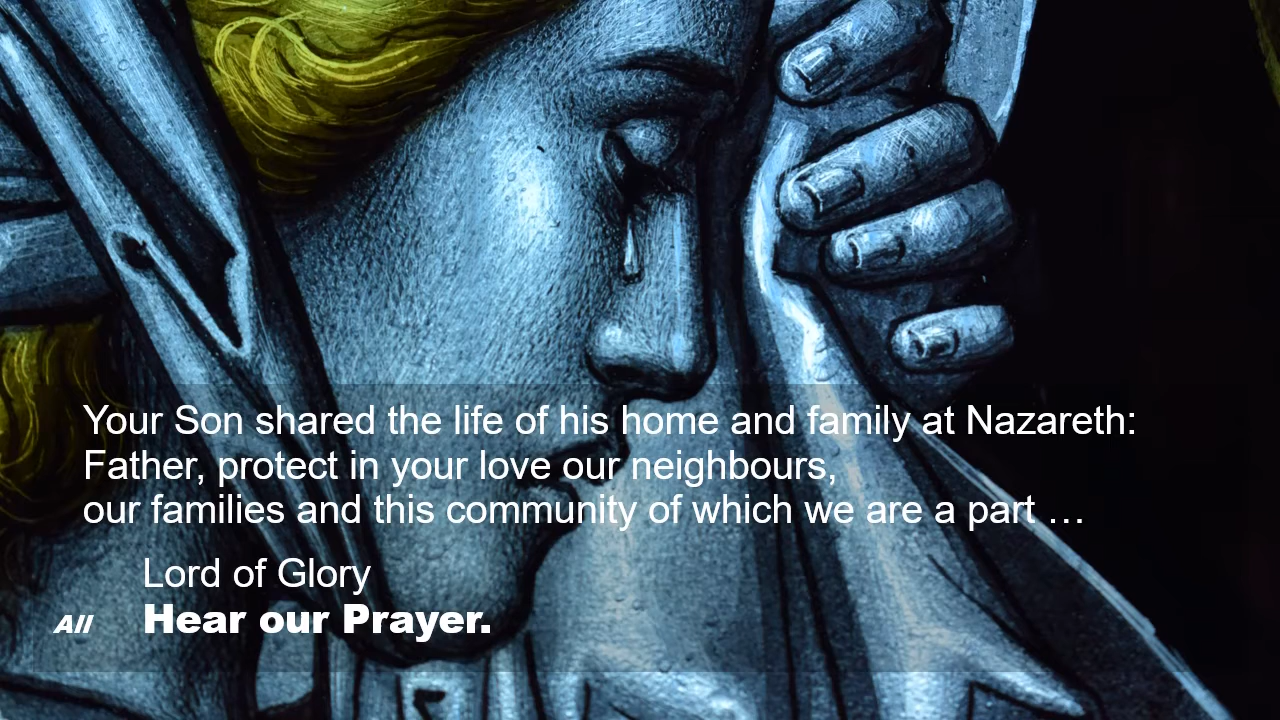 Your Son shared the life of his home and family at Nazareth:
Father, protect in your love our neighbours,
our families and this community of which we are a part …
Lord of Glory
All Hear our Prayer.